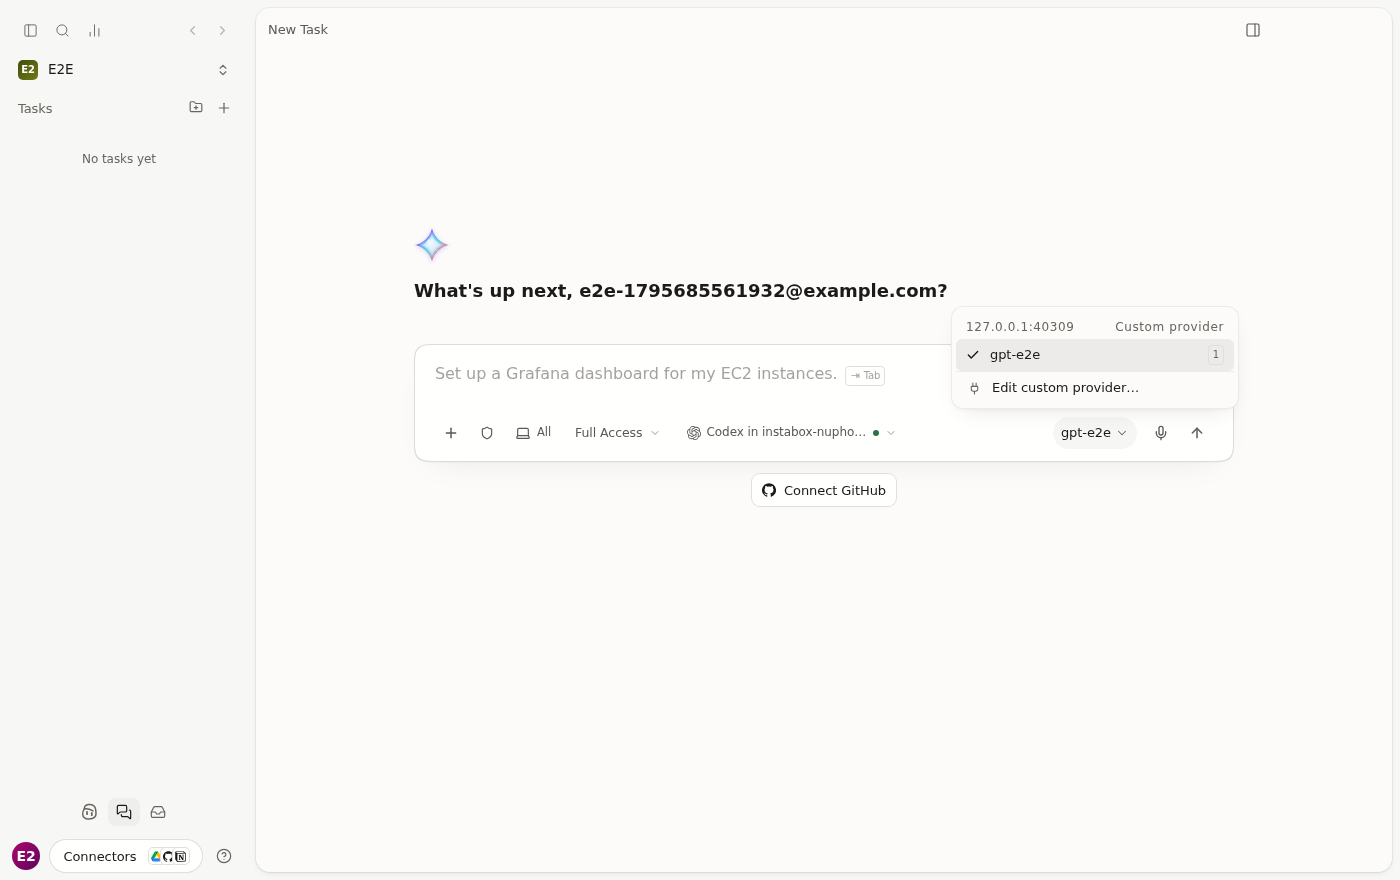 New Task
E2 E2E
Tasks
No tasks yet
What's up next, e2e-1795685561932@example.com?
127.0.0.1:40309 Custom provider
gpt-e2e 1
Edit custom provider…
Set up a Grafana dashboard for my EC2 instances. ⇥ Tab
All Full Access Codex in instabox-nupho… gpt-e2e
Connect GitHub
E2 Connectors